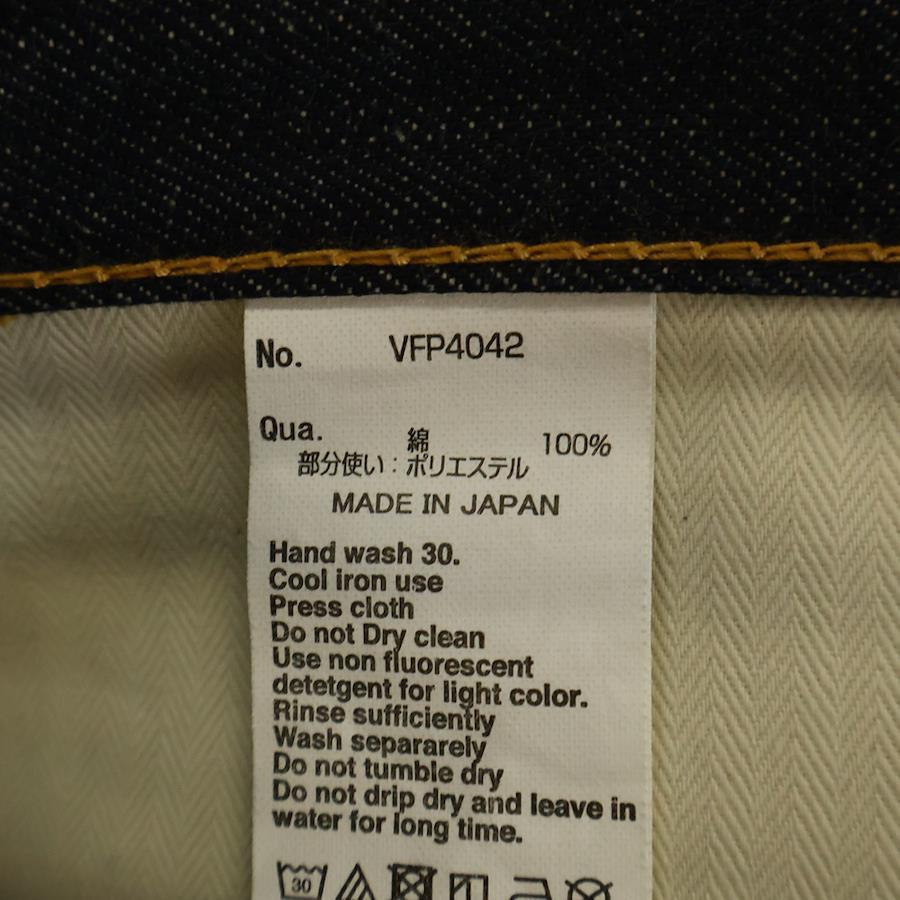 No. VFP4042
Qua. 綿 100%
部分使い：ポリエステル
MADE IN JAPAN
Hand wash 30.
Cool iron use
Press cloth
Do not Dry clean
Use non fluorescent
detetgent for light color.
Rinse sufficiently
Wash separarely
Do not tumble dry
Do not drip dry and leave in
water for long time.
30